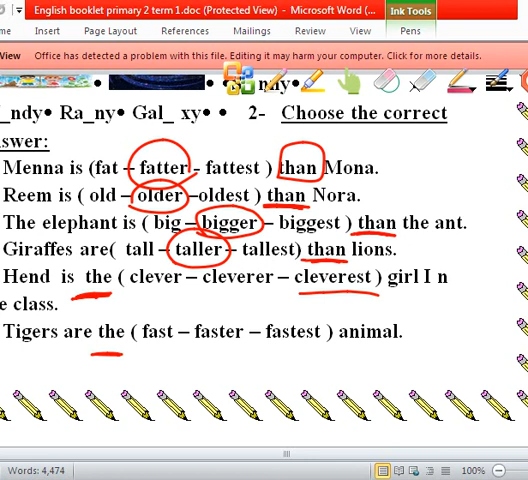 English booklet primary 2 term 1.doc (Protected View) - Microsoft Word (...
Ink Tools
me Insert Page Layout References Mailings Review View Pens
View Office has detected a problem with this file. Editing it may harm your computer. Click for more details.
ndy
_ndy• Ra_ny• Gal_ xy• • 2- Choose the correct
nswer:
Menna is (fat – fatter - fattest ) than Mona.
Reem is ( old – older –oldest ) than Nora.
The elephant is ( big – bigger – biggest ) than the ant.
Giraffes are( tall – taller – tallest) than lions.
Hend is the ( clever – cleverer – cleverest ) girl I n
e class.
Tigers are the ( fast – faster – fastest ) animal.
Words: 4,474
100%